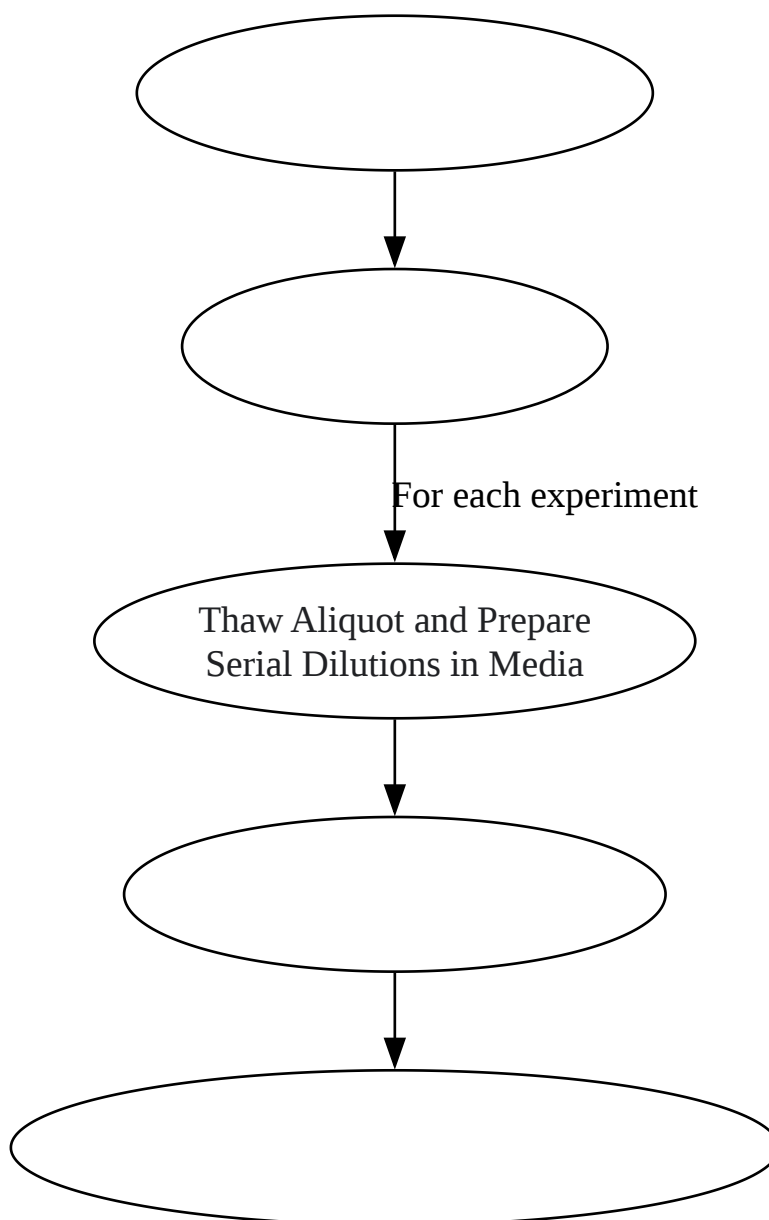 For each experiment
Thaw Aliquot and Prepare
Serial Dilutions in Media